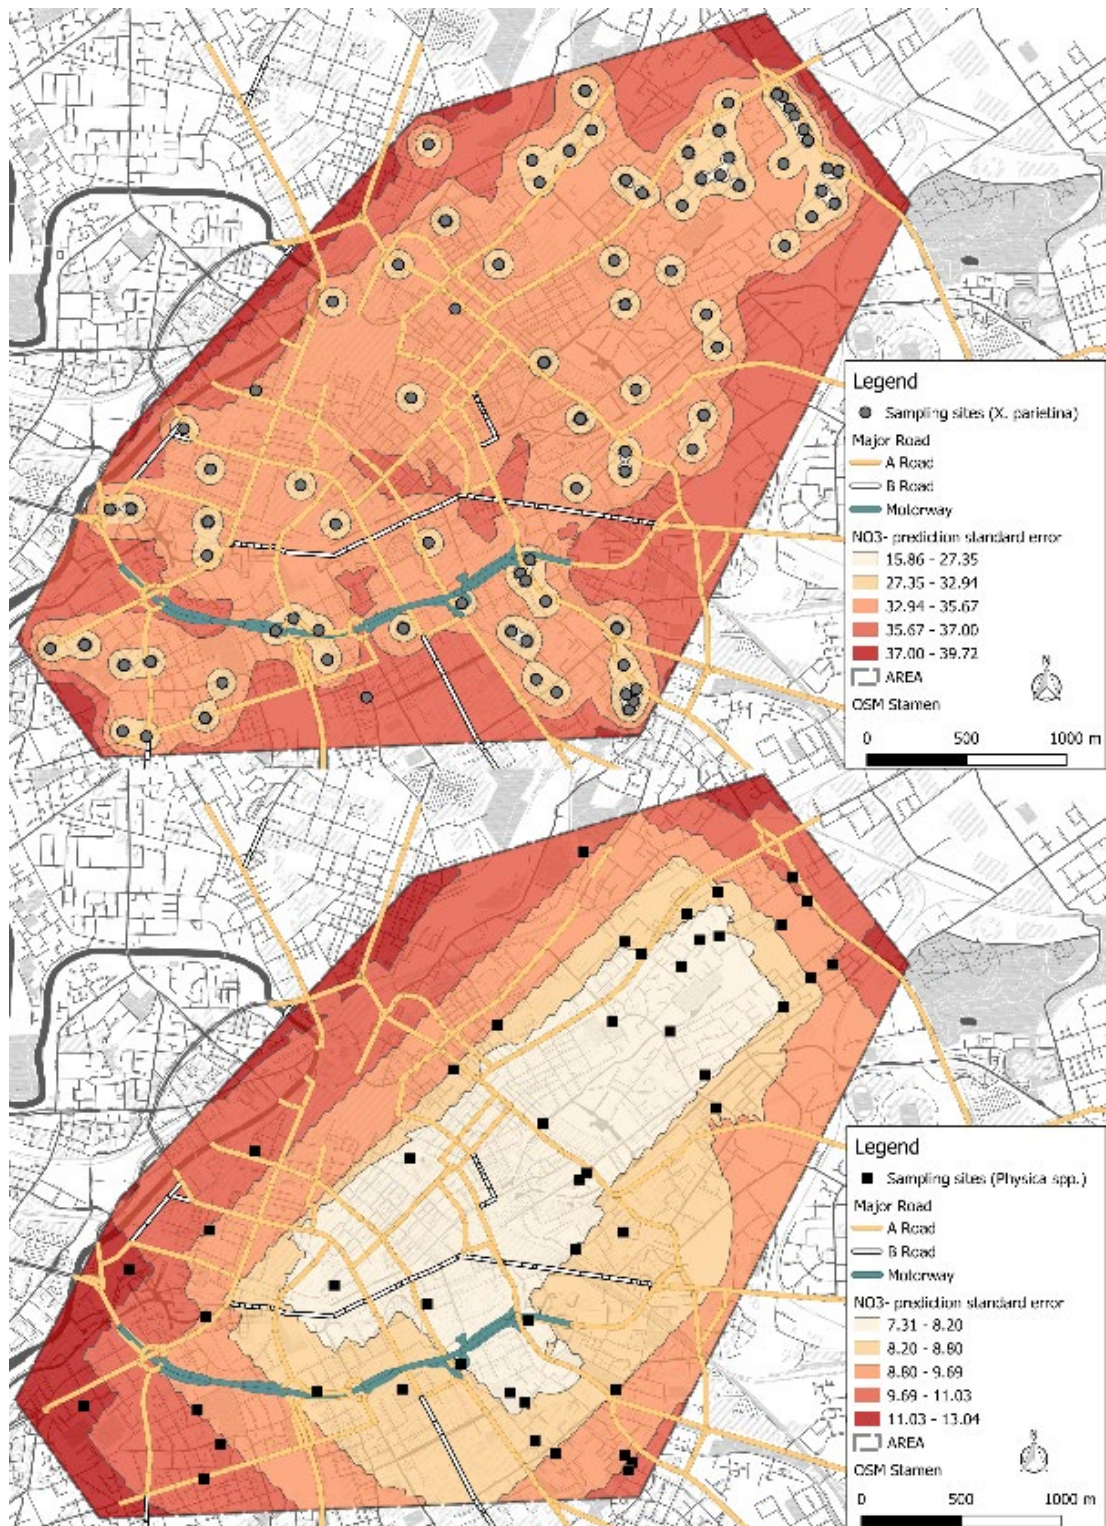 Legend
Sampling sites (X. parietina)
Major Road
A Road
B Road
Motorway
NO3- prediction standard error
15.86 - 27.35
27.35 - 32.94
32.94 - 35.67
35.67 - 37.00
37.00 - 39.72
AREA
OSM Stamen
N
0 500 1000 m
Legend
Sampling sites (Physica spp.)
Major Road
A Road
B Road
Motorway
NO3- prediction standard error
7.31 - 8.20
8.20 - 8.80
8.80 - 9.69
9.69 - 11.03
11.03 - 13.04
AREA
OSM Stamen
N
0 500 1000 m